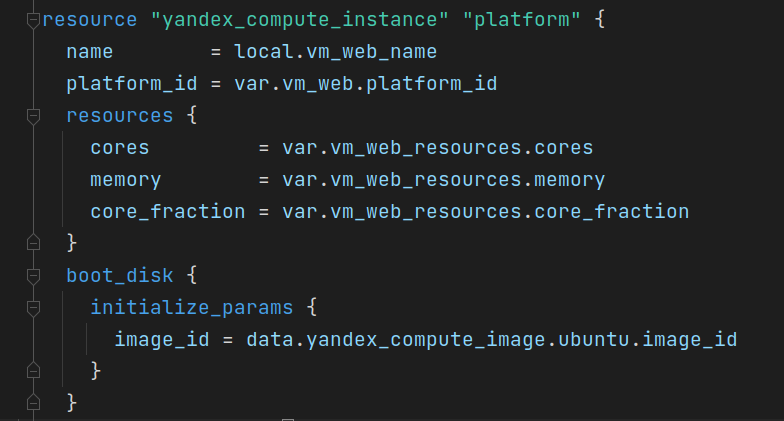 resource "yandex_compute_instance" "platform" {
  name        = local.vm_web_name
  platform_id = var.vm_web.platform_id
  resources {
    cores         = var.vm_web_resources.cores
    memory        = var.vm_web_resources.memory
    core_fraction = var.vm_web_resources.core_fraction
  }
  boot_disk {
    initialize_params {
      image_id = data.yandex_compute_image.ubuntu.image_id
    }
  }